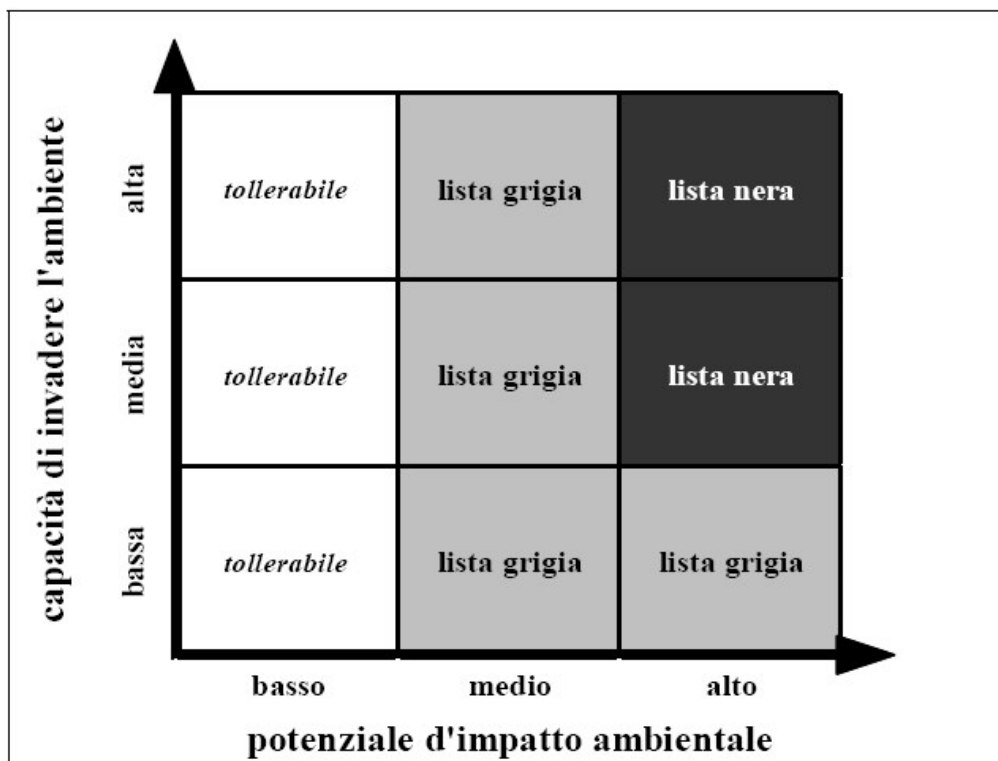 capacità di invadere l'ambiente
alta
tollerabile
lista grigia
lista nera
media
tollerabile
lista grigia
lista nera
bassa
tollerabile
lista grigia
lista grigia
basso
medio
alto
potenziale d'impatto ambientale